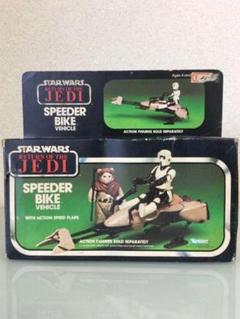 STAR WARS
RETURN OF THE
JEDI
SPEEDER
BIKE
VEHICLE
ACTION FIGURES SOLD SEPARATELY
STAR WARS
RETURN OF THE
JEDI
SPEEDER
BIKE
VEHICLE
WITH ACTION SPEED FLAPS
ACTION FIGURES SOLD SEPARATELY
Kenner